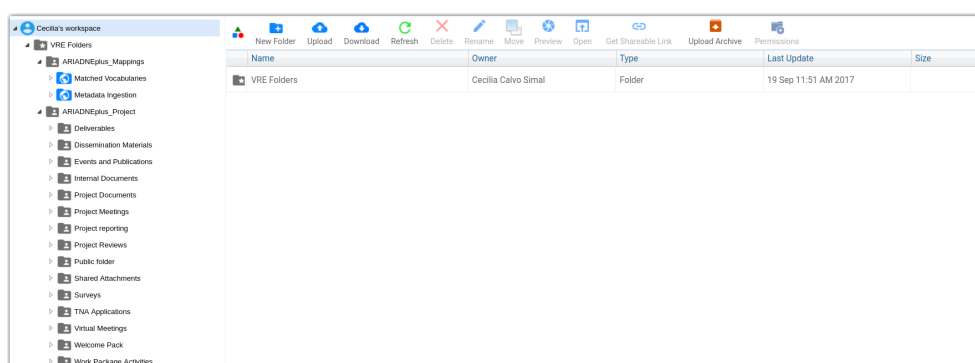 Cecilia's workspace
VRE Folders
ARIADNEplus_Mappings
Matched Vocabularies
Metadata Ingestion
ARIADNEplus_Project
Deliverables
Dissemination Materials
Events and Publications
Internal Documents
Project Documents
Project Meetings
Project reporting
Project Reviews
Public folder
Shared Attachments
Surveys
TNA Applications
Virtual Meetings
Welcome Pack
Work Package Activities
New Folder Upload Download Refresh Delete Rename Move Preview Open Get Shareable Link Upload Archive Permissions
Name Owner Type Last Update Size
VRE Folders Cecilia Calvo Simal Folder 19 Sep 11:51 AM 2017